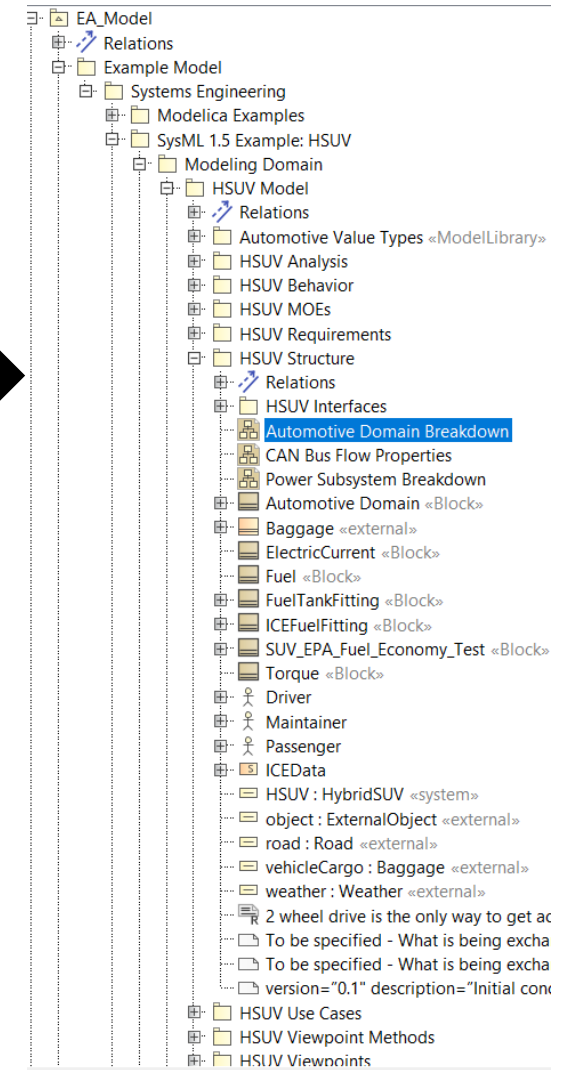 EA_Model
Relations
Example Model
Systems Engineering
Modelica Examples
SysML 1.5 Example: HSUV
Modeling Domain
HSUV Model
Relations
Automotive Value Types «ModelLibrary»
HSUV Analysis
HSUV Behavior
HSUV MOEs
HSUV Requirements
HSUV Structure
Relations
HSUV Interfaces
Automotive Domain Breakdown
CAN Bus Flow Properties
Power Subsystem Breakdown
Automotive Domain «Block»
Baggage «external»
ElectricCurrent «Block»
Fuel «Block»
FuelTankFitting «Block»
ICEFuelFitting «Block»
SUV_EPA_Fuel_Economy_Test «Block»
Torque «Block»
Driver
Maintainer
Passenger
S ICEData
HSUV : HybridSUV «system»
object : ExternalObject «external»
road : Road «external»
vehicleCargo : Baggage «external»
weather : Weather «external»
R 2 wheel drive is the only way to get
To be specified - What is being
To be specified - What is being
version="0.1" description="Initial
HSUV Use Cases
HSUV Viewpoint Methods
HSUV Viewpoints